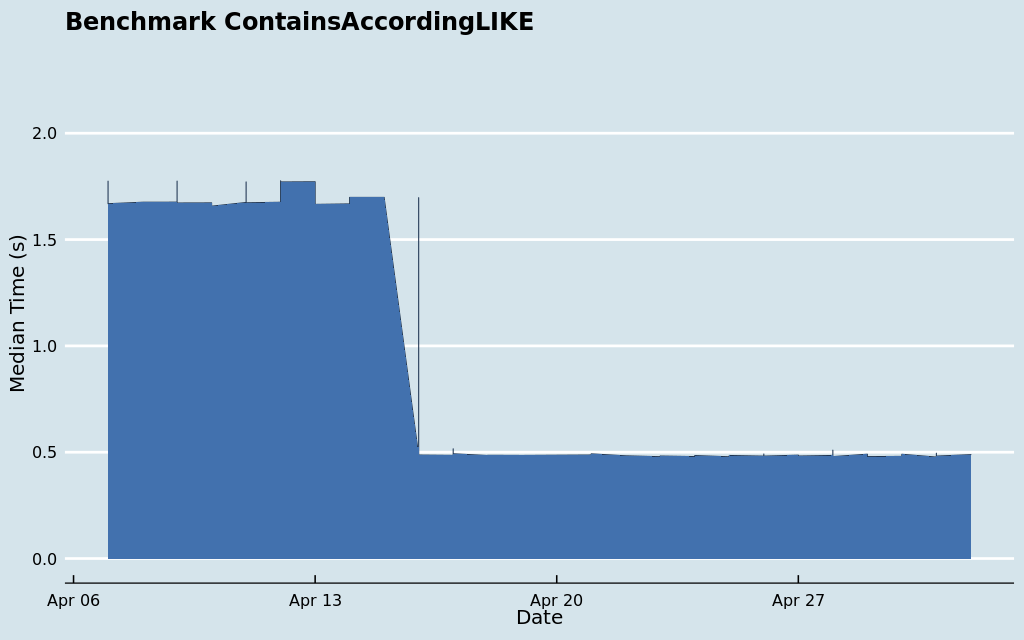 Benchmark ContainsAccordingLIKE
Median Time (s)
2.0
1.5
1.0
0.5
0.0
Apr 06
Apr 13
Apr 20
Apr 27
Date